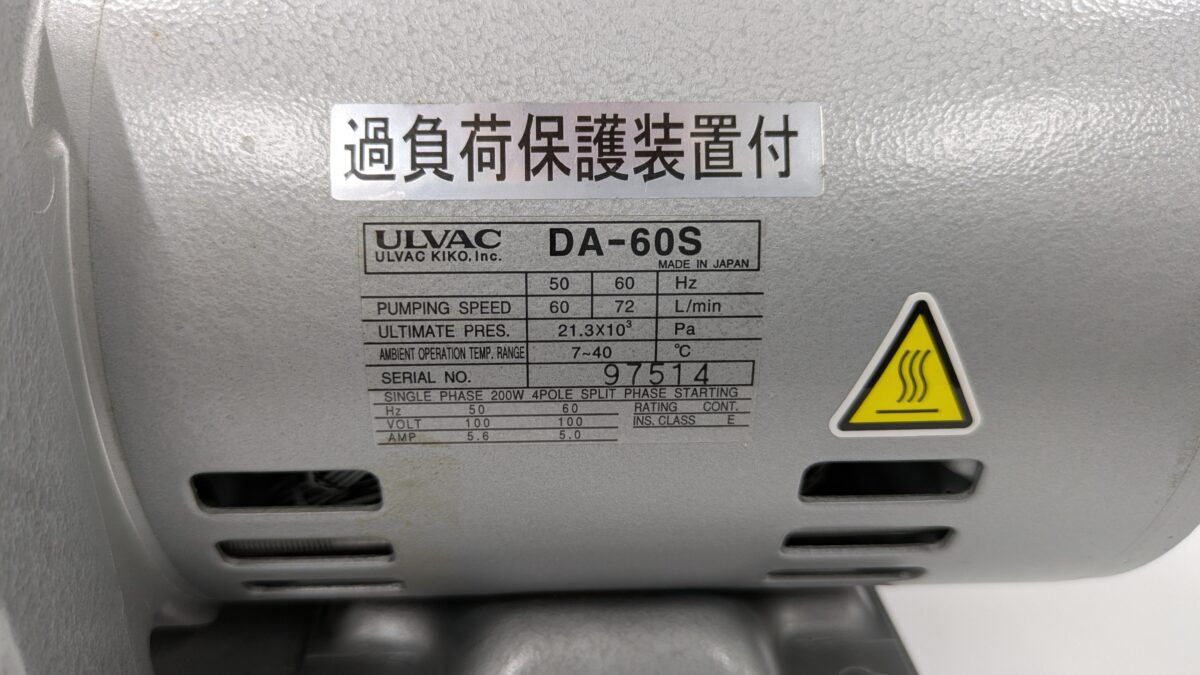 過負荷保護装置付
ULVAC DA-60S
ULVAC KIKO, Inc.
MADE IN JAPAN
50 60 Hz
PUMPING SPEED 60 72 L/min
ULTIMATE PRES. 21.3X10³ Pa
AMBIENT OPERATION TEMP. RANGE 7~40 ℃
SERIAL NO. 97514
SINGLE PHASE 200W 4POLE SPLIT PHASE STARTING
Hz 50 60 RATING CONT.
VOLT 100 100 INS. CLASS E
AMP 5.6 5.0